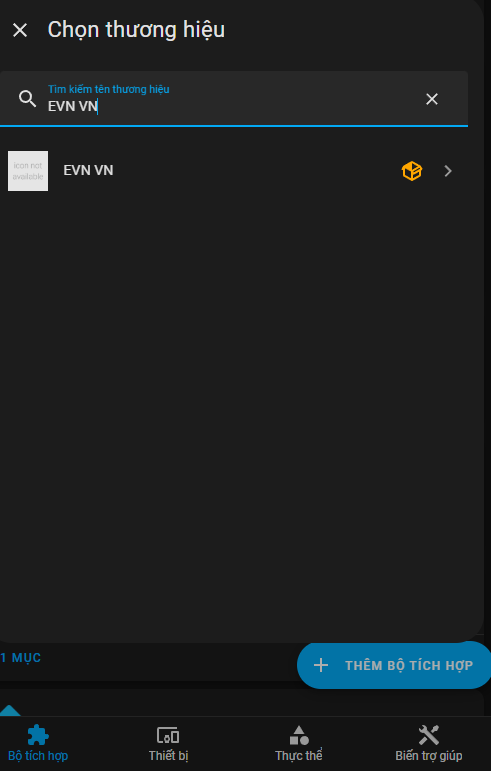 Chọn thương hiệu
Tìm kiếm tên thương hiệu
EVN VN
Icon not
available
EVN VN
1 MỤC
THÊM BỘ TÍCH HỢP
Bộ tích hợp
Thiết bị
Thực thể
Biến trợ giúp